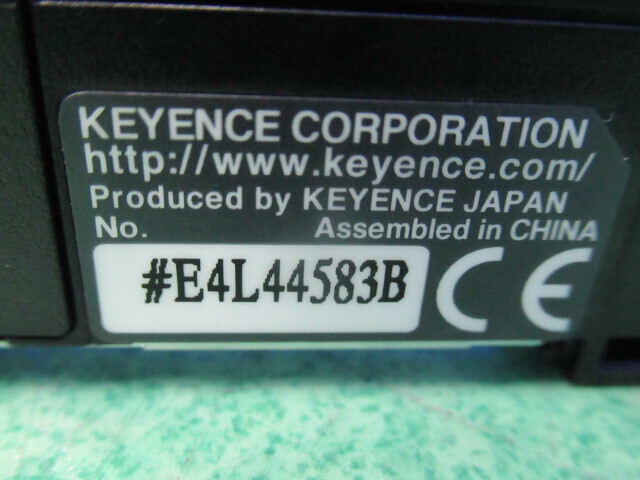 KEYENCE CORPORATION
http://www.keyence.com/
Produced by KEYENCE JAPAN
No. Assembled in CHINA
#E4L44583B CE